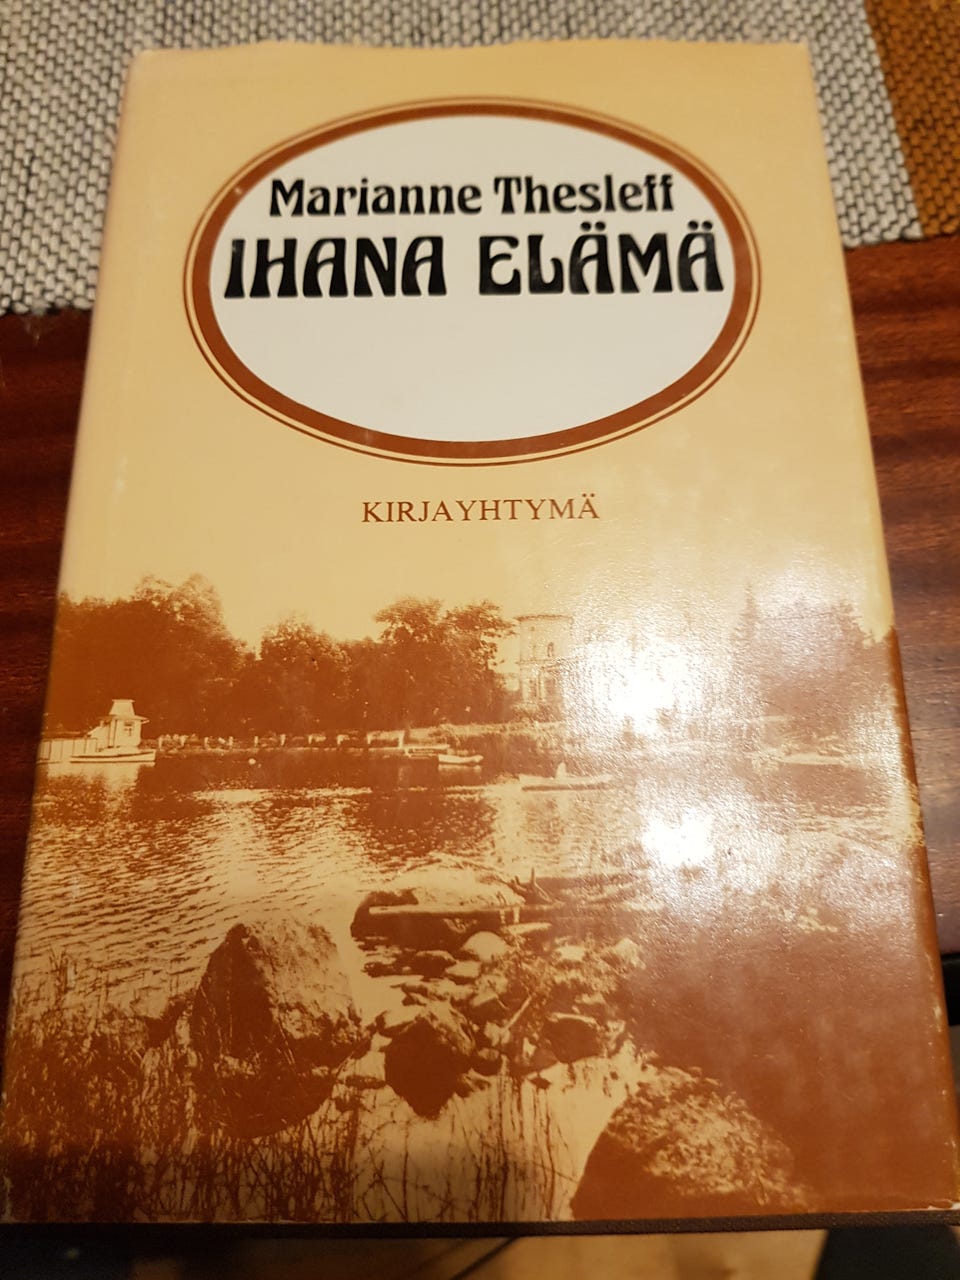 Marianne Thesleff
IHANA ELÄMÄ
KIRJAYHTYMÄ